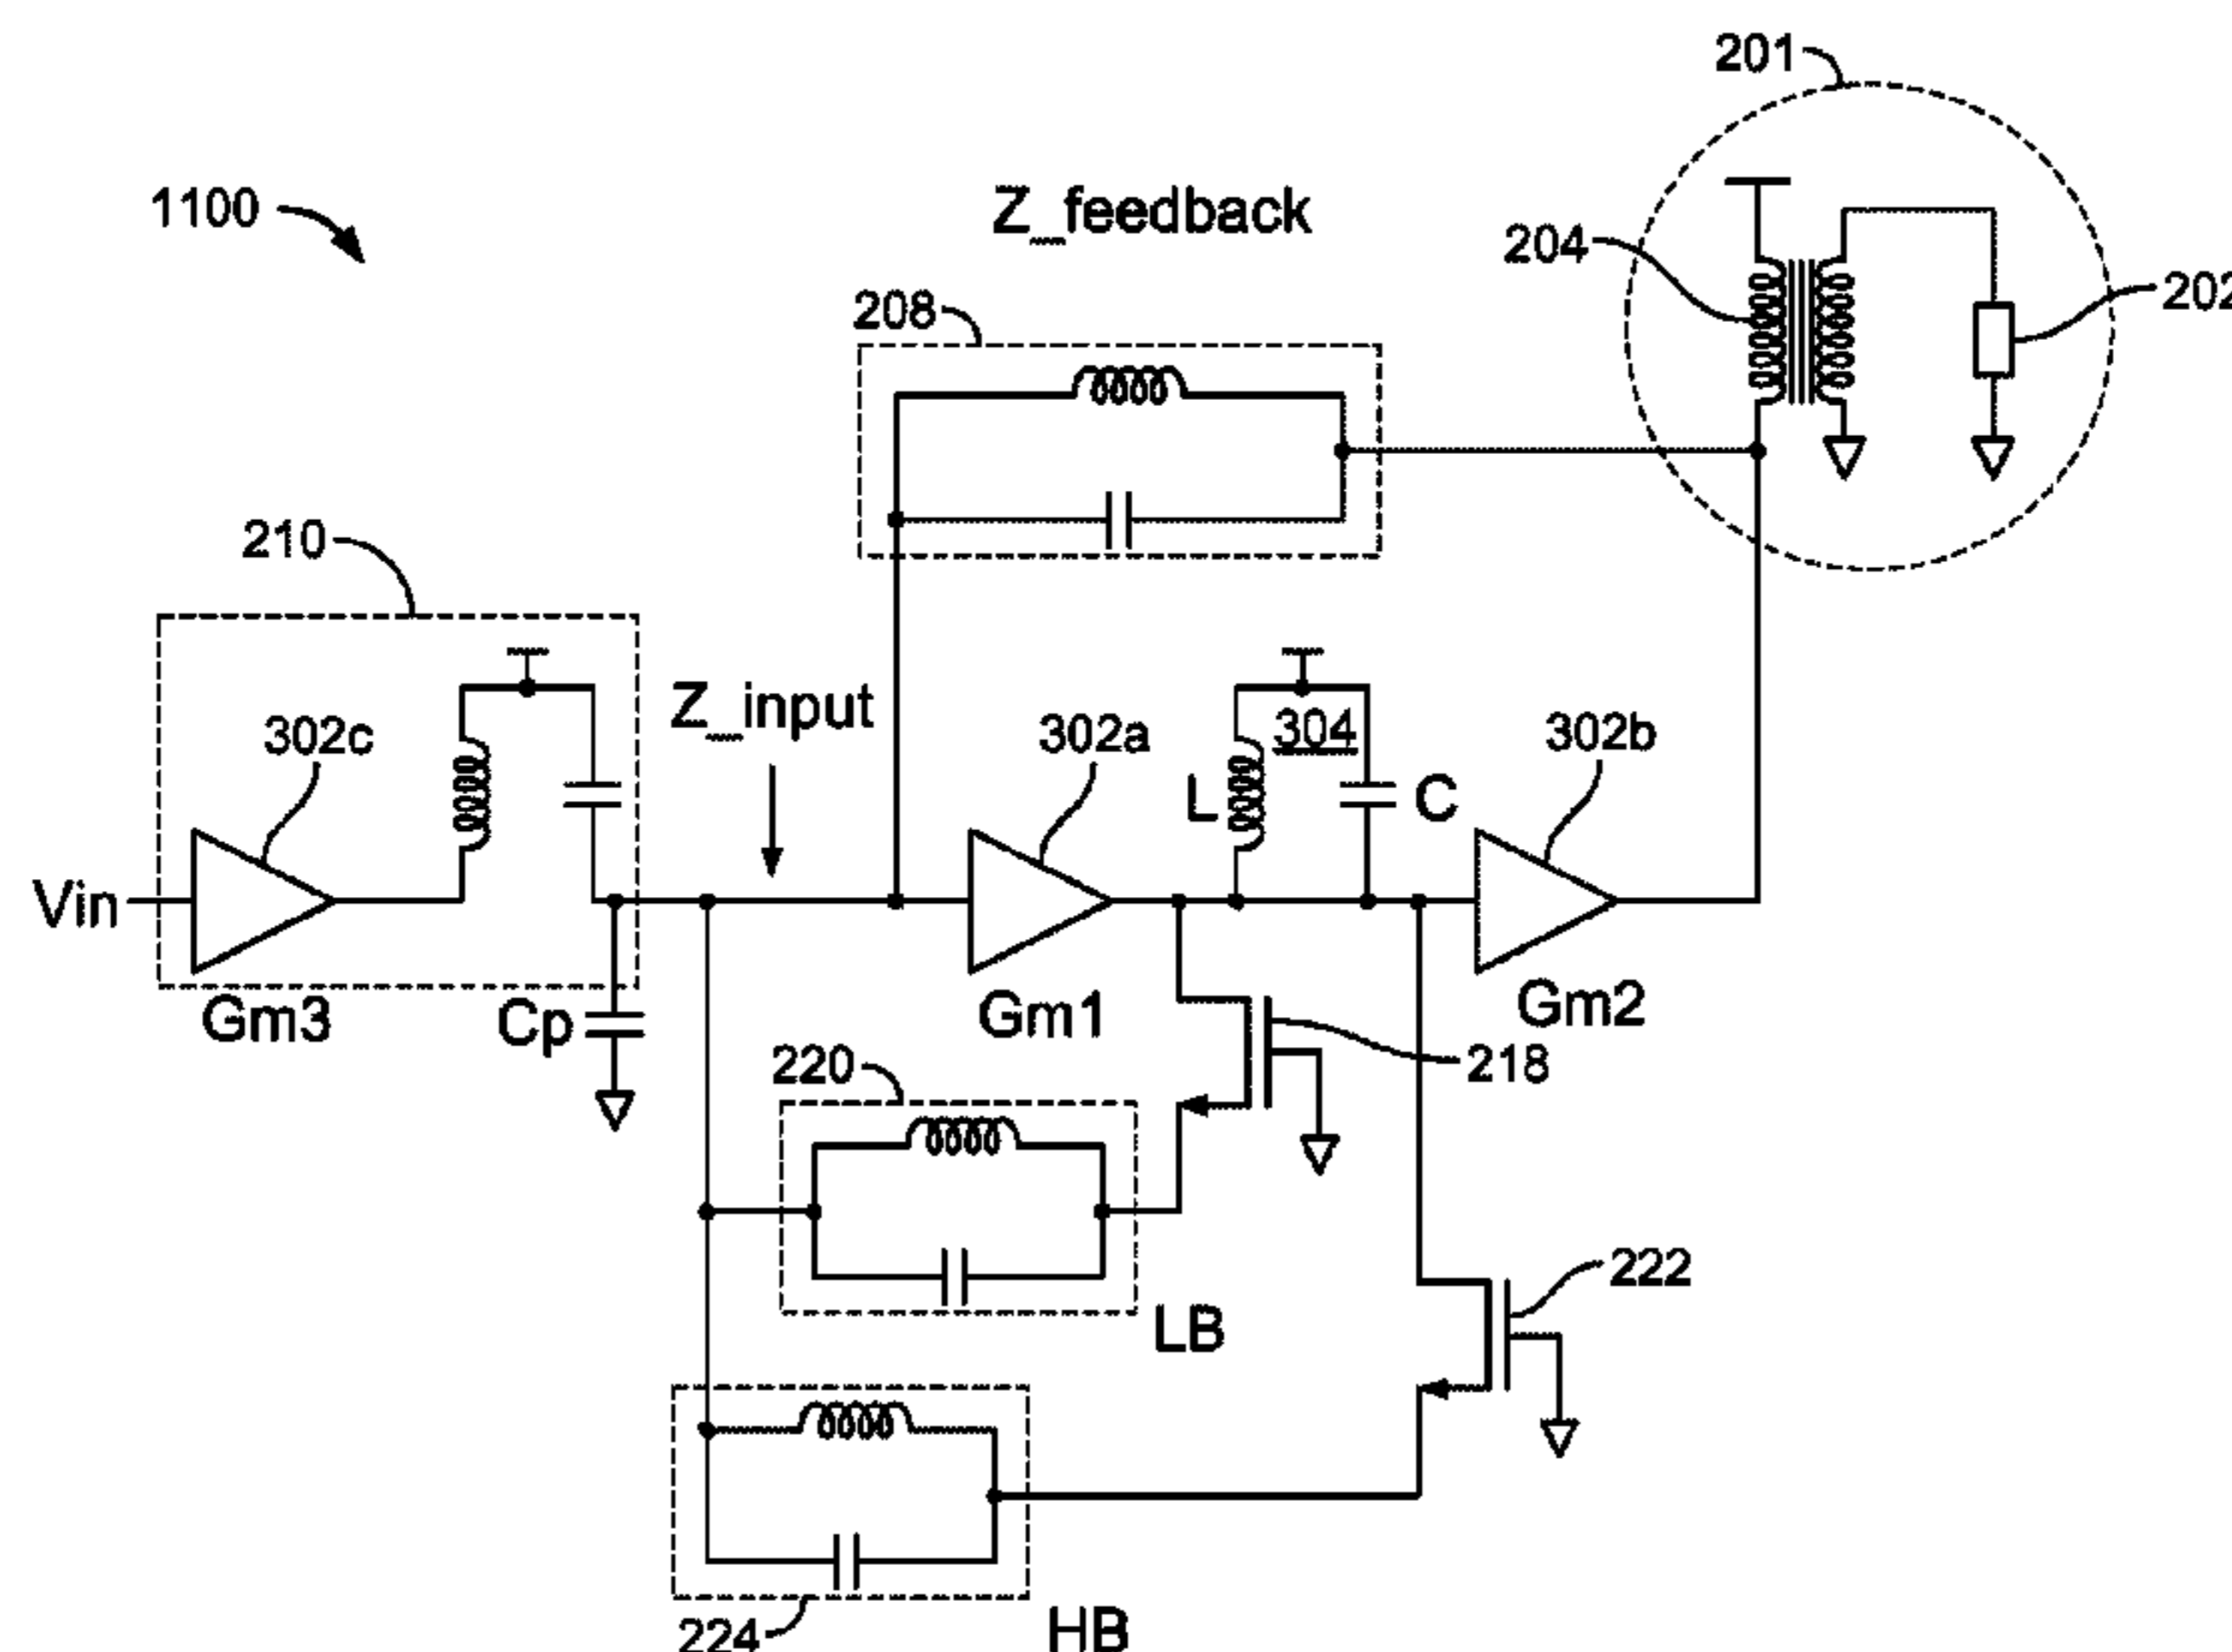 201
1100
Z_feedback
204
202
208
210
Z_input
302c
302a
304
302b
L
C
Vin
Gm3
Cp
Gm1
Gm2
218
220
222
LB
224
HB